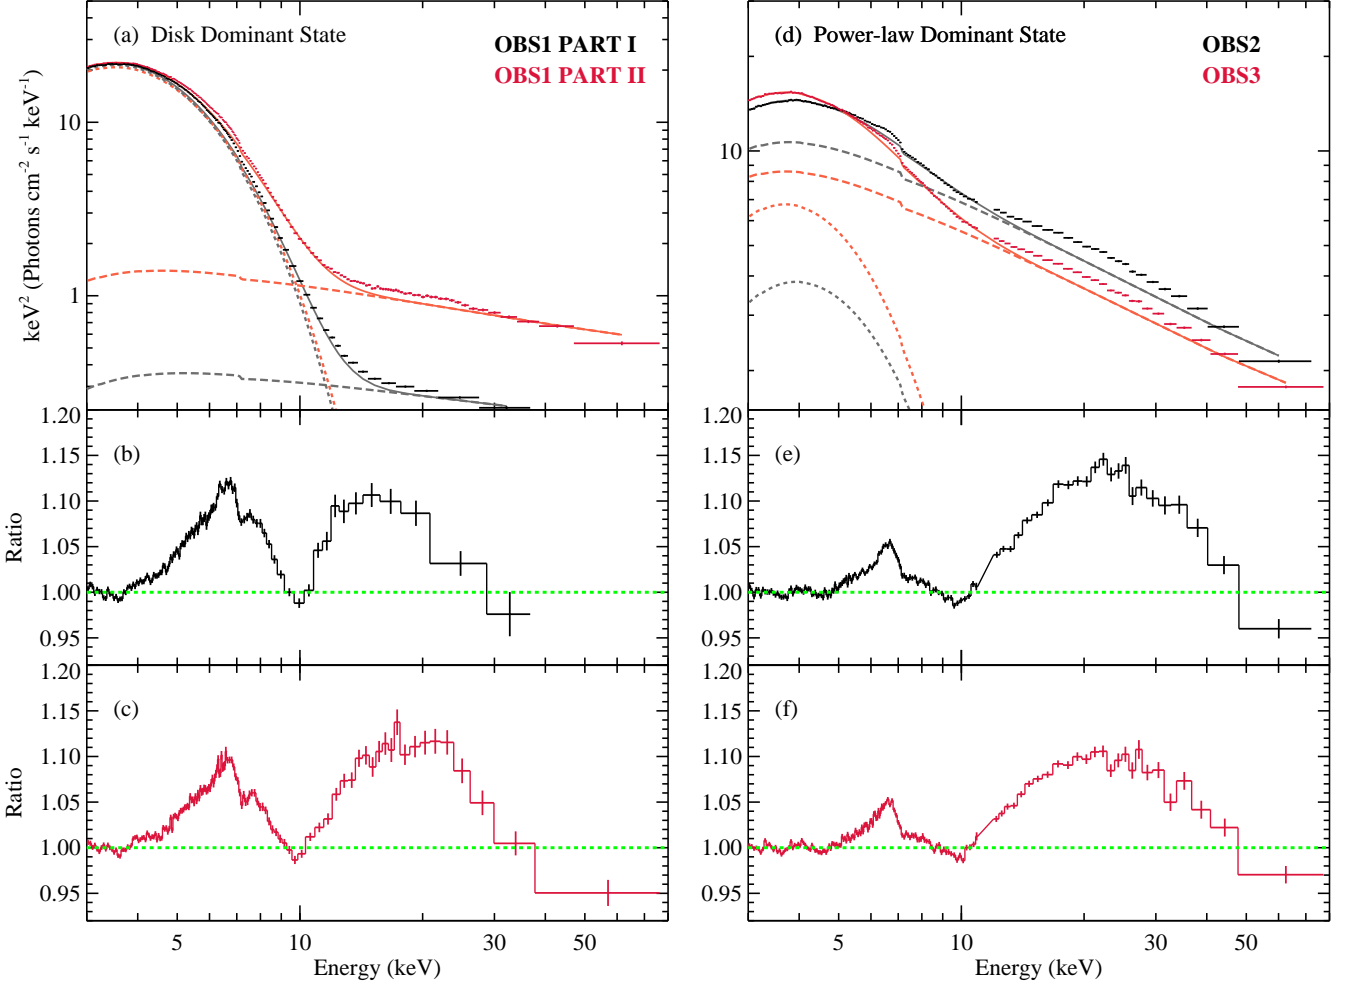 (a) Disk Dominant State
OBS1 PART I
OBS1 PART II
keV² (Photons cm⁻² s⁻¹ keV⁻¹)
10
1
(d) Power-law Dominant State
OBS2
OBS3
10
(b)
Ratio
1.20
1.15
1.10
1.05
1.00
0.95
(e)
1.20
1.15
1.10
1.05
1.00
0.95
(c)
Ratio
1.20
1.15
1.10
1.05
1.00
0.95
(f)
1.20
1.15
1.10
1.05
1.00
0.95
5 10 30 50
Energy (keV)
5 10 30 50
Energy (keV)